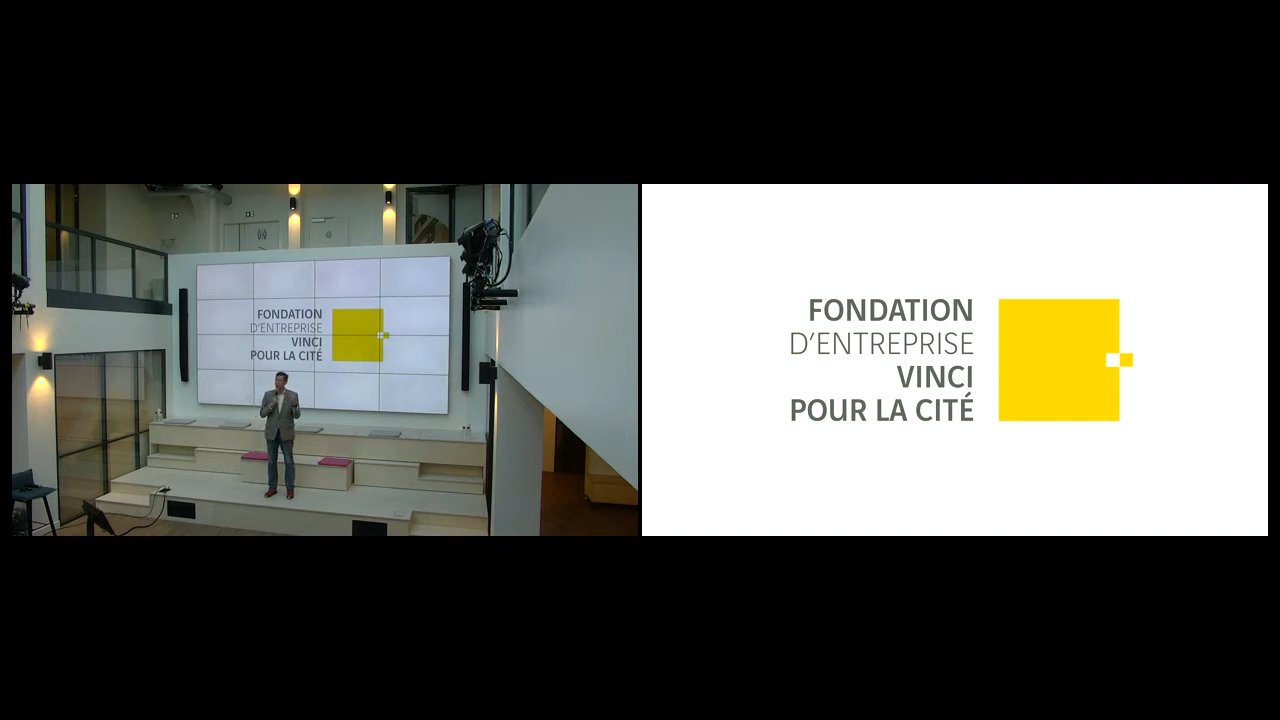 FONDATION
D'ENTREPRISE
VINCI
POUR LA CITÉ
FONDATION
D'ENTREPRISE
VINCI
POUR LA CITÉ